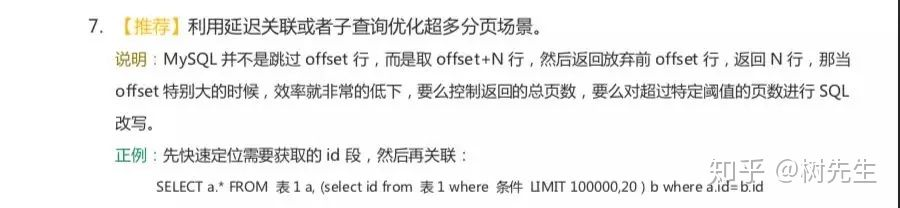 7. 【推荐】利用延迟关联或者子查询优化超多分页场景。
说明：MySQL 并不是跳过 offset 行，而是取 offset+N 行，然后返回放弃前 offset 行，返回 N 行，那当
offset 特别大的时候，效率就非常的低下，要么控制返回的总页数，要么对超过特定阈值的页数进行 SQL
改写。
正例：先快速定位需要获取的 id 段，然后再关联：
SELECT a.* FROM 表 1 a, (select id from 表 1 where 条件 LIMIT 100000,20 ) b where a.id=b.id
知乎 @树先生